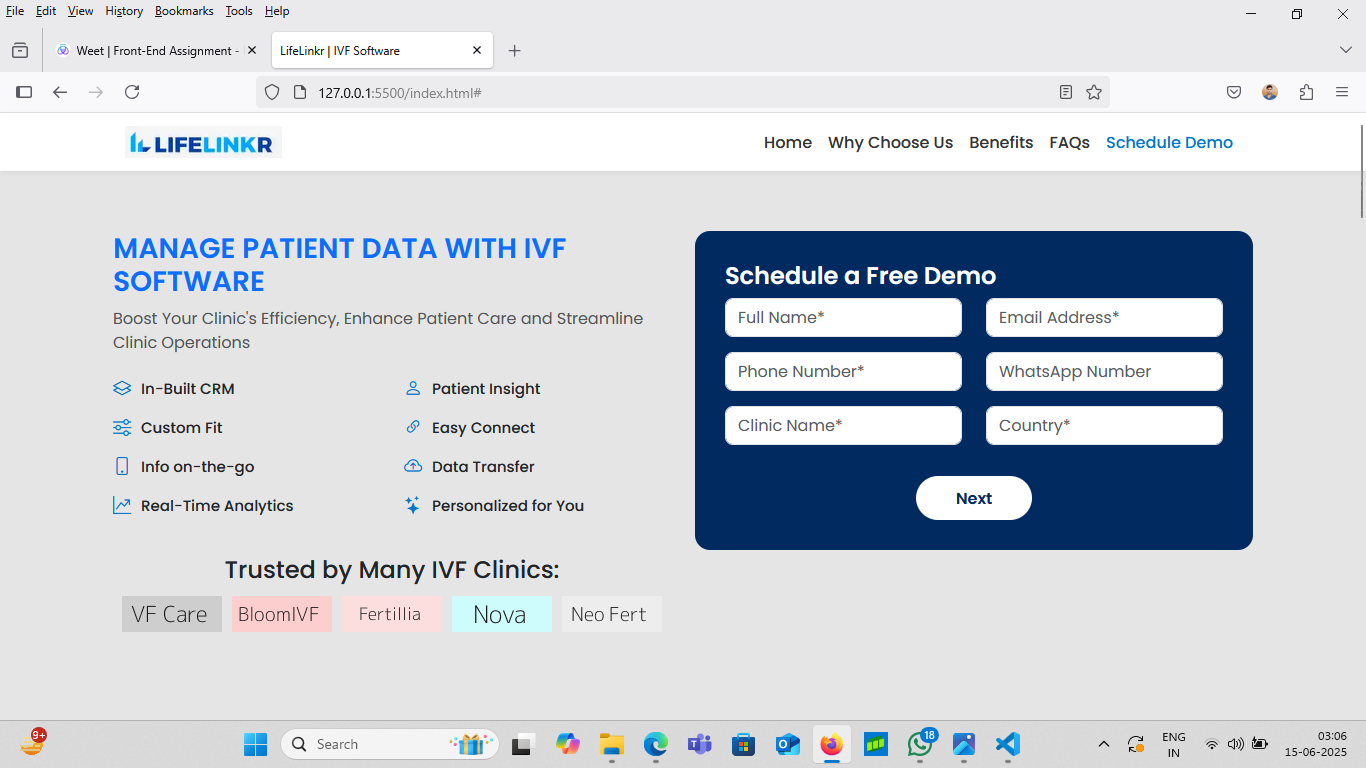 File Edit View History Bookmarks Tools Help
Weet | Front-End Assignment -
LifeLinkr | IVF Software
127.0.0.1:5500/index.html#
LIFELINKR
Home Why Choose Us Benefits FAQs Schedule Demo
MANAGE PATIENT DATA WITH IVF
SOFTWARE
Boost Your Clinic's Efficiency, Enhance Patient Care and Streamline
Clinic Operations
In-Built CRM Patient Insight
Custom Fit Easy Connect
Info on-the-go Data Transfer
Real-Time Analytics Personalized for You
Trusted by Many IVF Clinics:
VF Care BloomIVF Fertillia Nova Neo Fert
Schedule a Free Demo
Full Name* Email Address*
Phone Number* WhatsApp Number
Clinic Name* Country*
Next
9+
Search
18
ENG
IN
03:06
15-06-2025